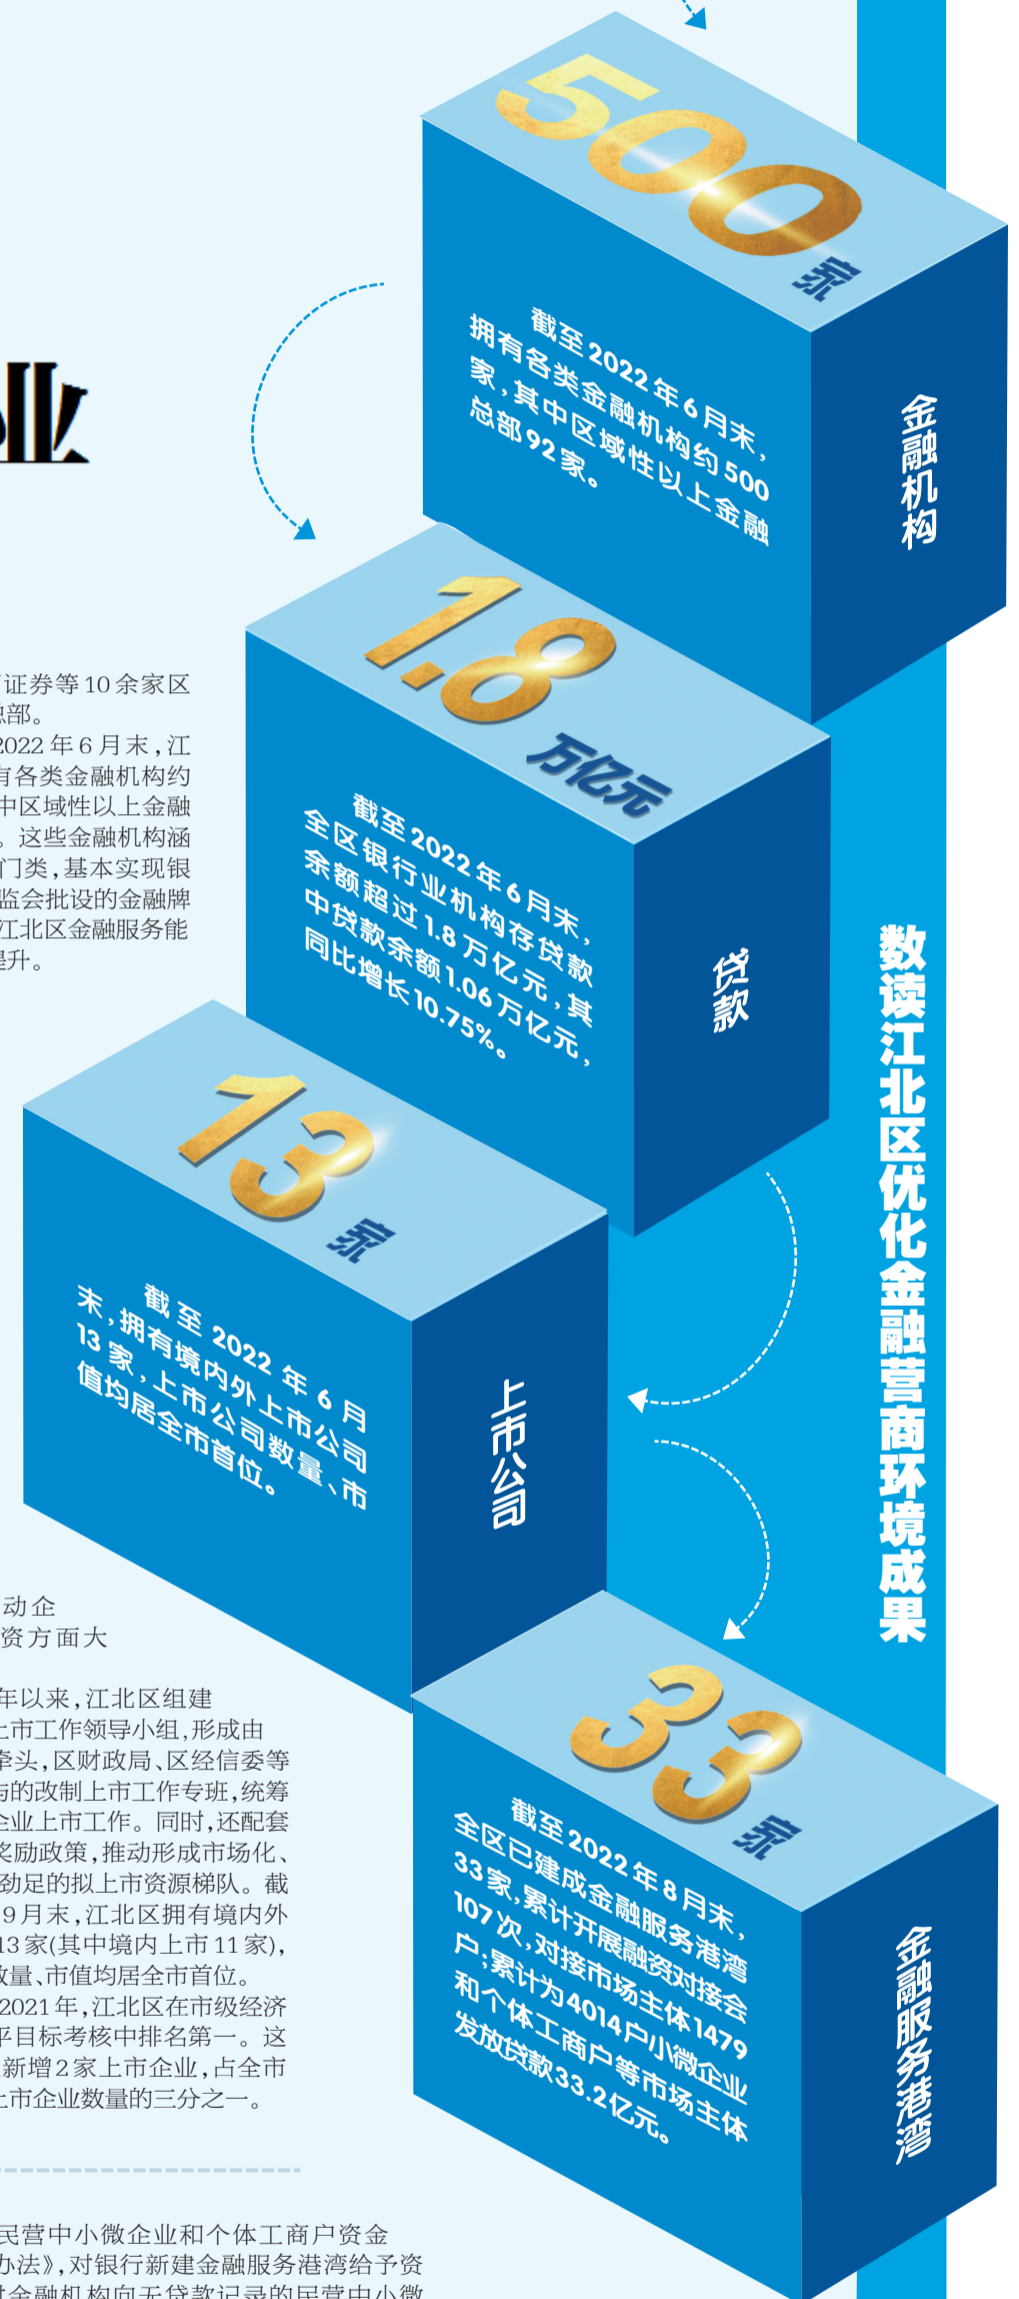 业
证券等10余家区
总部。
2022年6月末,江
有各类金融机构约
中区域性以上金融
。这些金融机构涵
门类,基本实现银
监会批设的金融牌
江北区金融服务能
提升。
动企
资方面大
年以来,江北区组建
上市工作领导小组,形成由
牵头,区财政局、区经信委等
与的改制上市工作专班,统筹
企业上市工作。同时,还配套
奖励政策,推动形成市场化、
劲足的拟上市资源梯队。截
9月末,江北区拥有境内外
13家(其中境内上市11家),
数量、市值均居全市首位。
2021年,江北区在市级经济
平目标考核中排名第一。这
新增2家上市企业,占全市
上市企业数量的三分之一。
民营中小微企业和个体工商户资金
办法》,对银行新建金融服务港湾给予资
对金融机构向无贷款记录的民营中小微
500家
截至2022年6月末,
拥有各类金融机构约500
家,其中区域性以上金融
总部92家。
金融机构
1.8万亿元
截至2022年6月末,
全区银行业机构存贷款
余额超过1.8万亿元,其
中贷款余额1.06万亿元,
同比增长10.75%。
贷款
13家
截至2022年6月
末,拥有境内外上市公司
13家,上市公司数量、市
值均居全市首位。
上市公司
33家
截至2022年8月末,
全区已建成金融服务港湾
33家,累计开展融资对接会
107次,对接市场主体1479
户;累计为4014户小微企业
和个体工商户等市场主体
发放贷款33.2亿元。
金融服务港湾
数读江北区优化金融营商环境成果